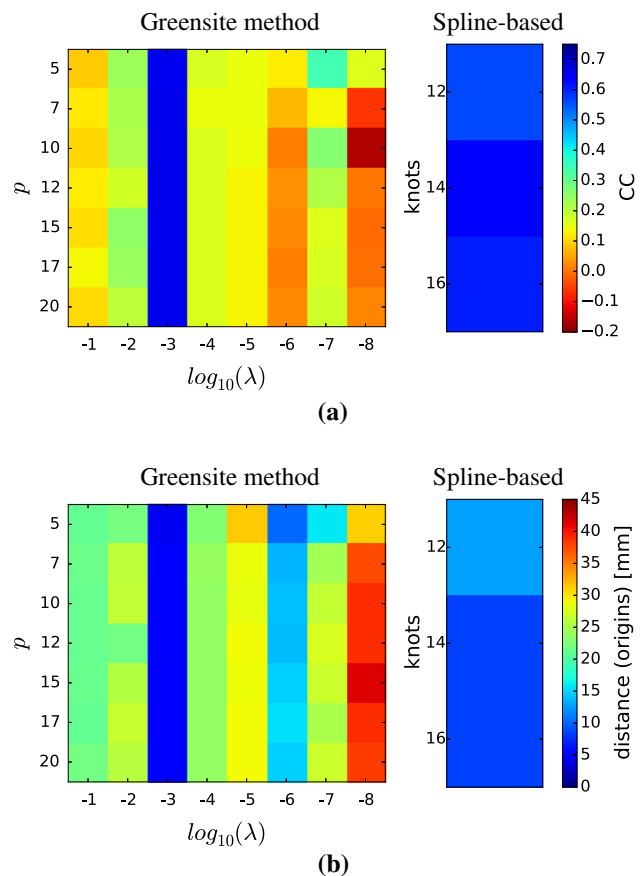 Greensite method
Spline-based
5
7
10
12
15
17
20
p
-1 -2 -3 -4 -5 -6 -7 -8
log10(λ)
12
14
16
knots
0.7
0.6
0.5
0.4
0.3
0.2
0.1
0.0
−0.1
−0.2
CC
(a)
Greensite method
Spline-based
5
7
10
12
15
17
20
p
-1 -2 -3 -4 -5 -6 -7 -8
log10(λ)
12
14
16
knots
45
40
35
30
25
20
15
10
5
0
distance (origins) [mm]
(b)